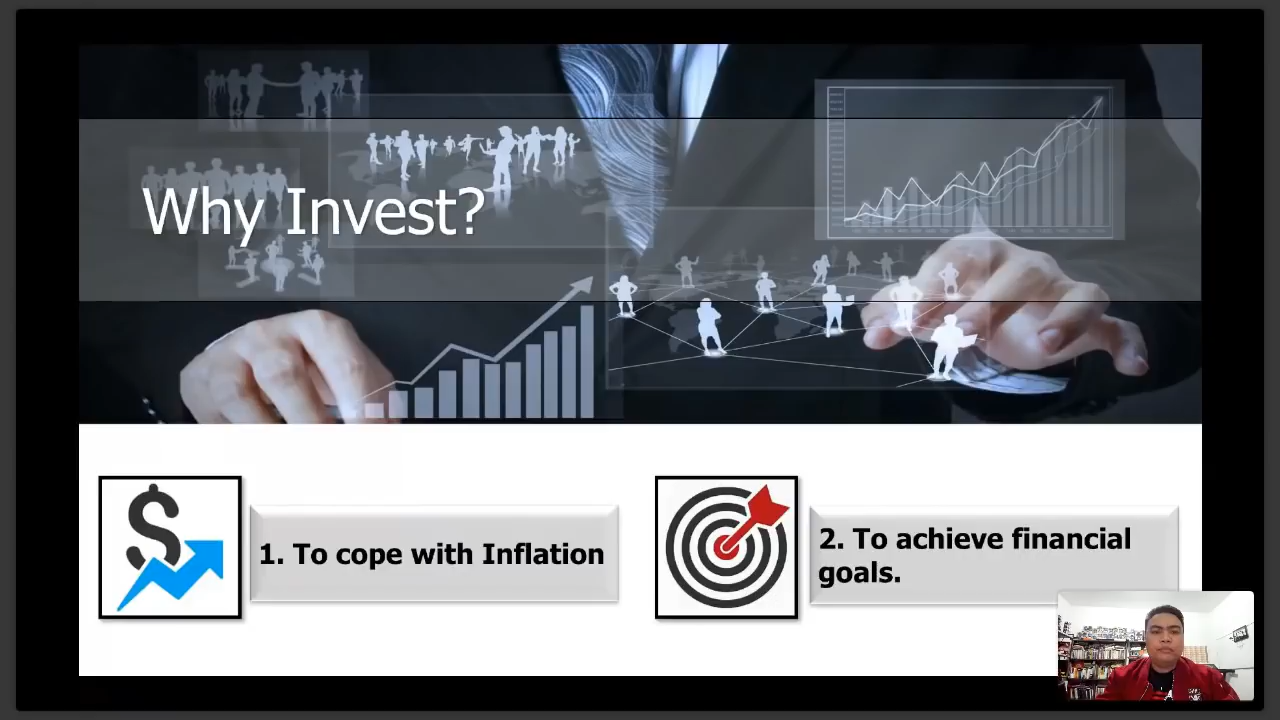 Why Invest?
1. To cope with Inflation
2. To achieve financial
goals.